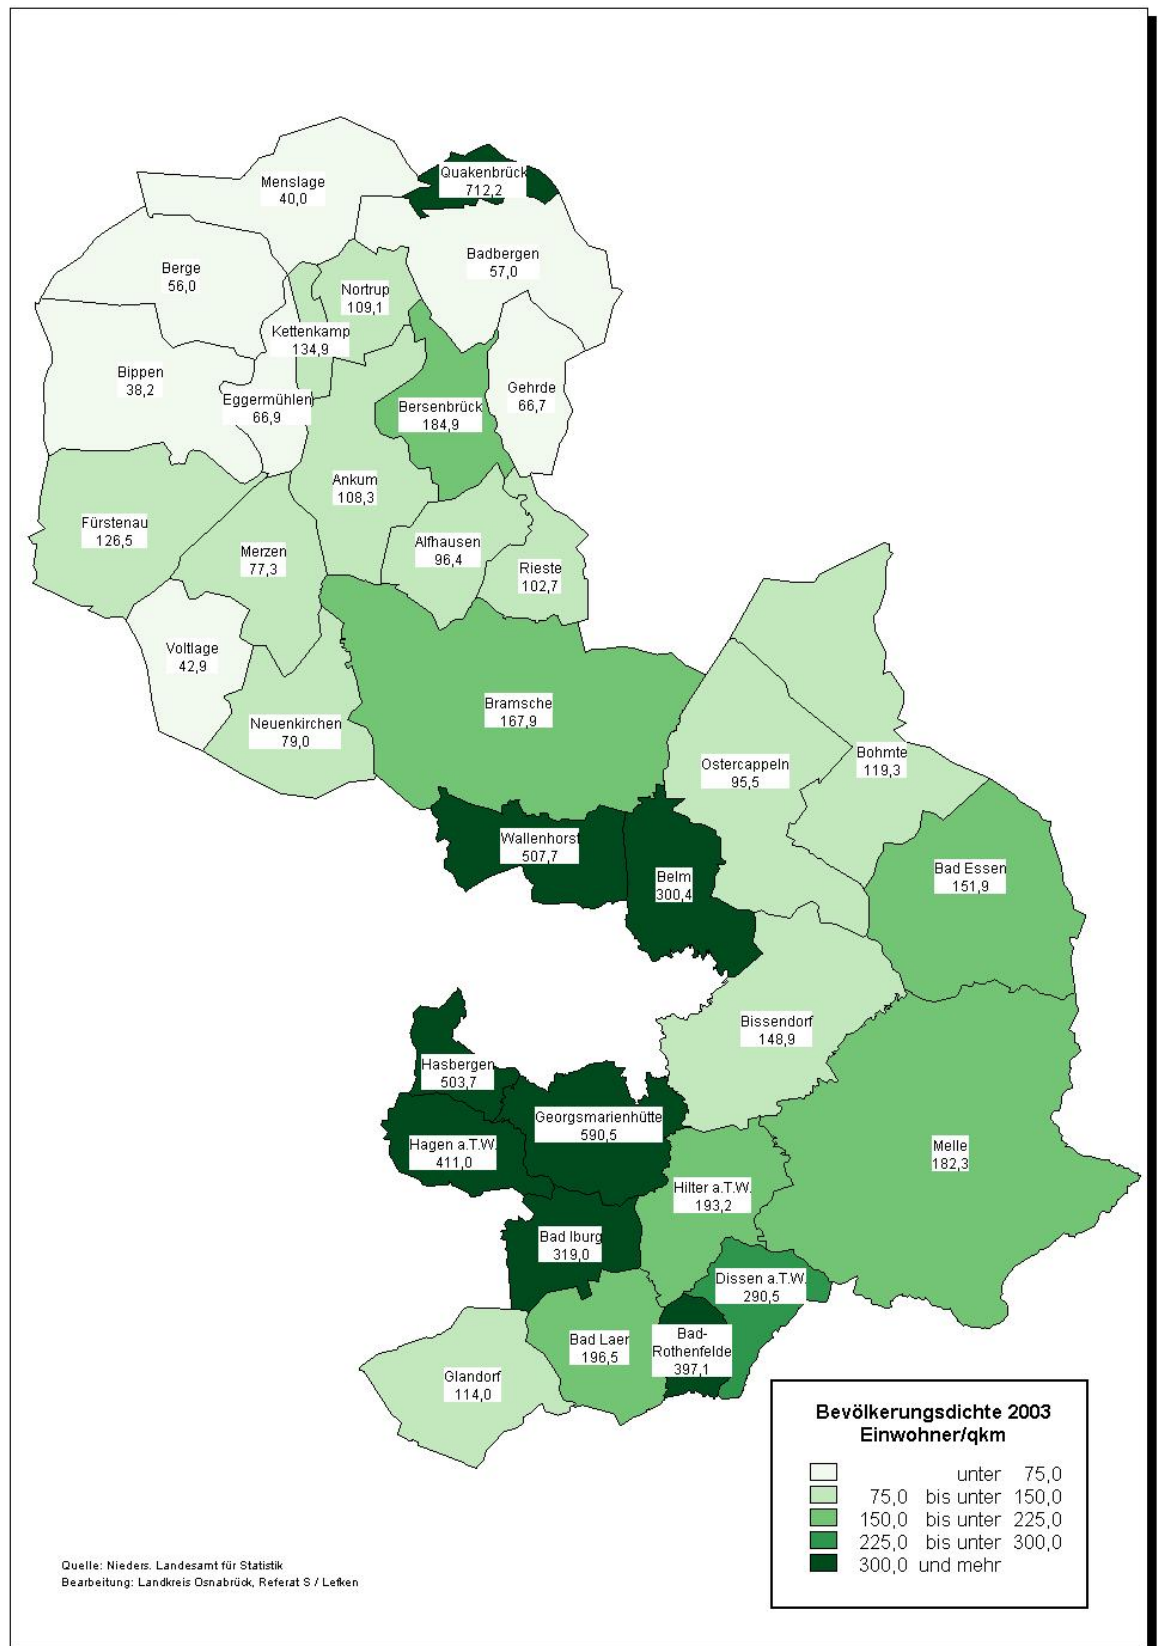 Quakenbrück
712,2
Menslage
40,0
Badbergen
57,0
Berge
56,0
Nortrup
109,1
Kettenkamp
134,9
Bippen
38,2
Eggermühlen
66,9
Bersenbrück
184,9
Gehrde
66,7
Ankum
108,3
Fürstenau
126,5
Merzen
77,3
Alfhausen
96,4
Rieste
102,7
Voltlage
42,9
Neuenkirchen
79,0
Bramsche
167,9
Ostercappeln
95,5
Bohmte
119,3
Wallenhorst
507,7
Belm
300,4
Bad Essen
151,9
Bissendorf
148,9
Hasbergen
503,7
Georgsmarienhütte
590,5
Hagen a.T.W.
411,0
Melle
182,3
Hilter a.T.W.
193,2
Bad Iburg
319,0
Dissen a.T.W.
290,5
Bad Laer
196,5
Bad-
Rothenfelde
397,1
Glandorf
114,0
Bevölkerungsdichte 2003
Einwohner/qkm
unter 75,0
75,0 bis unter 150,0
150,0 bis unter 225,0
225,0 bis unter 300,0
300,0 und mehr
Quelle: Nieders. Landesamt für Statistik
Bearbeitung: Landkreis Osnabrück, Referat S / Lefken